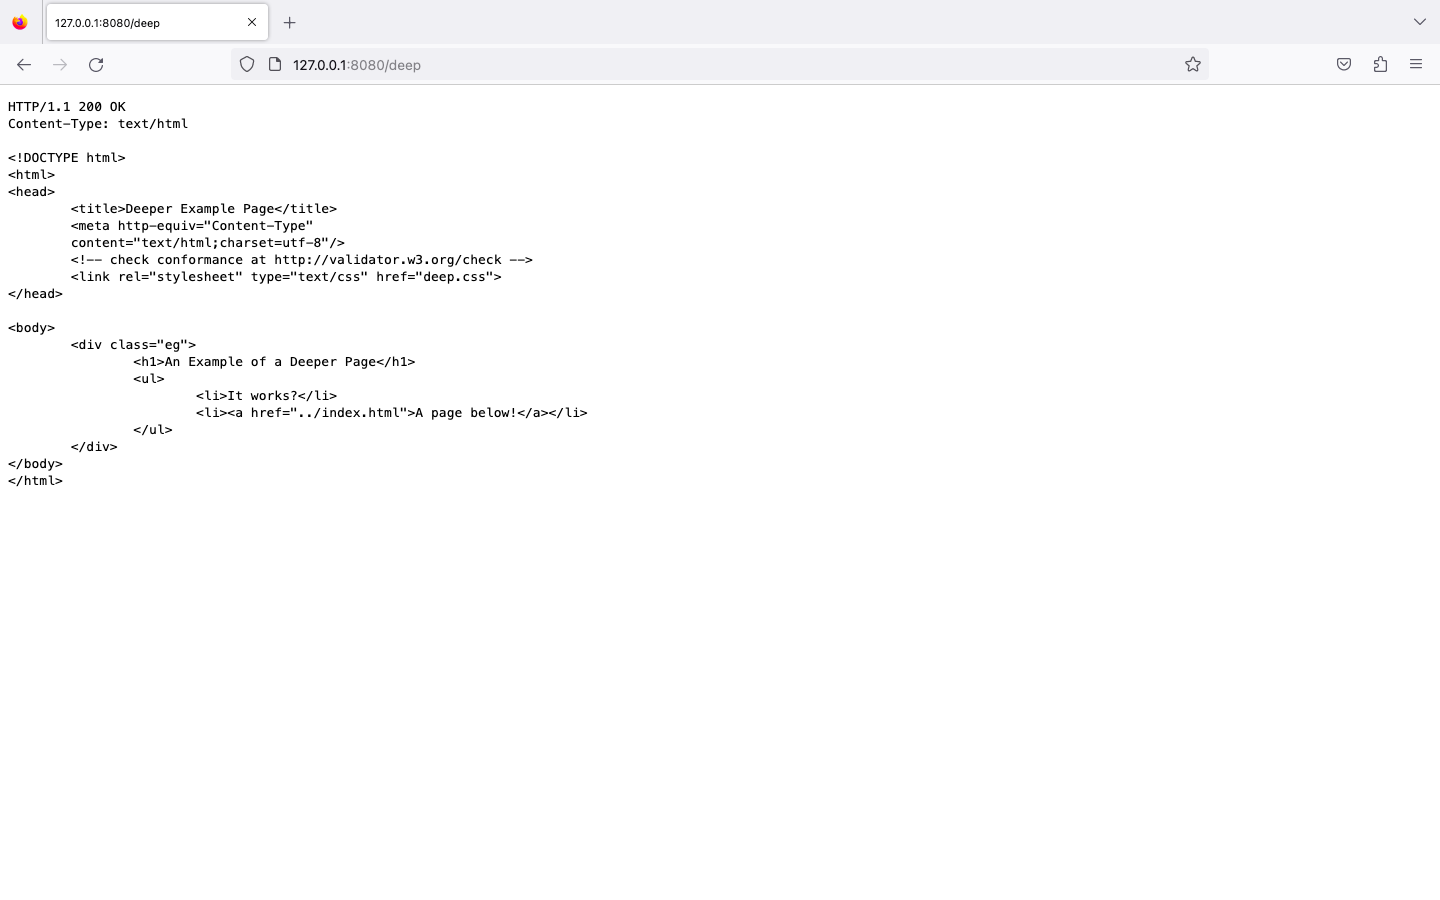 127.0.0.1:8080/deep
127.0.0.1:8080/deep
HTTP/1.1 200 OK
Content-Type: text/html
<!DOCTYPE html>
<html>
<head>
<title>Deeper Example Page</title>
<meta http-equiv="Content-Type"
content="text/html;charset=utf-8"/>
<!-- check conformance at http://validator.w3.org/check -->
<link rel="stylesheet" type="text/css" href="deep.css">
</head>
<body>
<div class="eg">
<h1>An Example of a Deeper Page</h1>
<ul>
<li>It works?</li>
<li><a href="../index.html">A page below!</a></li>
</ul>
</div>
</body>
</html>